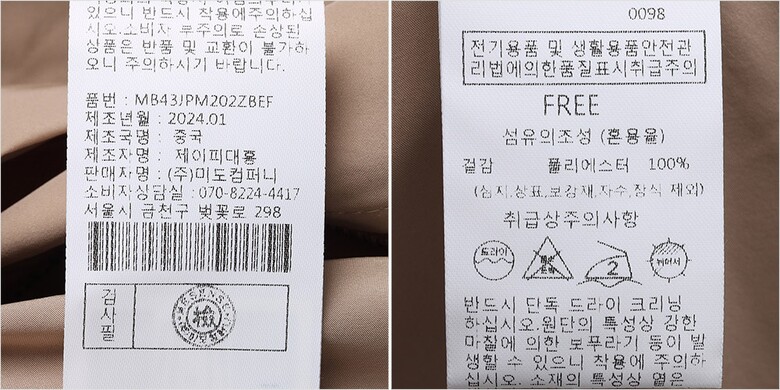 있으니 반드시 착용에주의하십
시오.소비자 부주의로 손상된
상품은 반품 및 교환이 불가하
오니 주의하시기 바랍니다.
품번 : MB43JPM202ZBEF
제조년월 : 2024.01
제조국명 : 중국
제조자명 : 제이피대흥
판매자명 : (주)미도컴퍼니
소비자상담실 : 070-8224-4417
서울시 금천구 벚꽃로 298
검사필
檢
0098
전기용품 및 생활용품안전관
리법에의한품질표시취급주의
FREE
섬유의조성 (혼용율)
겉감 폴리에스터 100%
(심지,상표,보강재,자수,장식 제외)
취급상주의사항
드라이
2
뉘어서
반드시 단독 드라이 크리닝
하십시오.원단의 특성상 강한
마찰에 의한 보푸라기 등이 발
생할 수 있으니 착용에 주의하
십시오. 소재의 특성상 열은